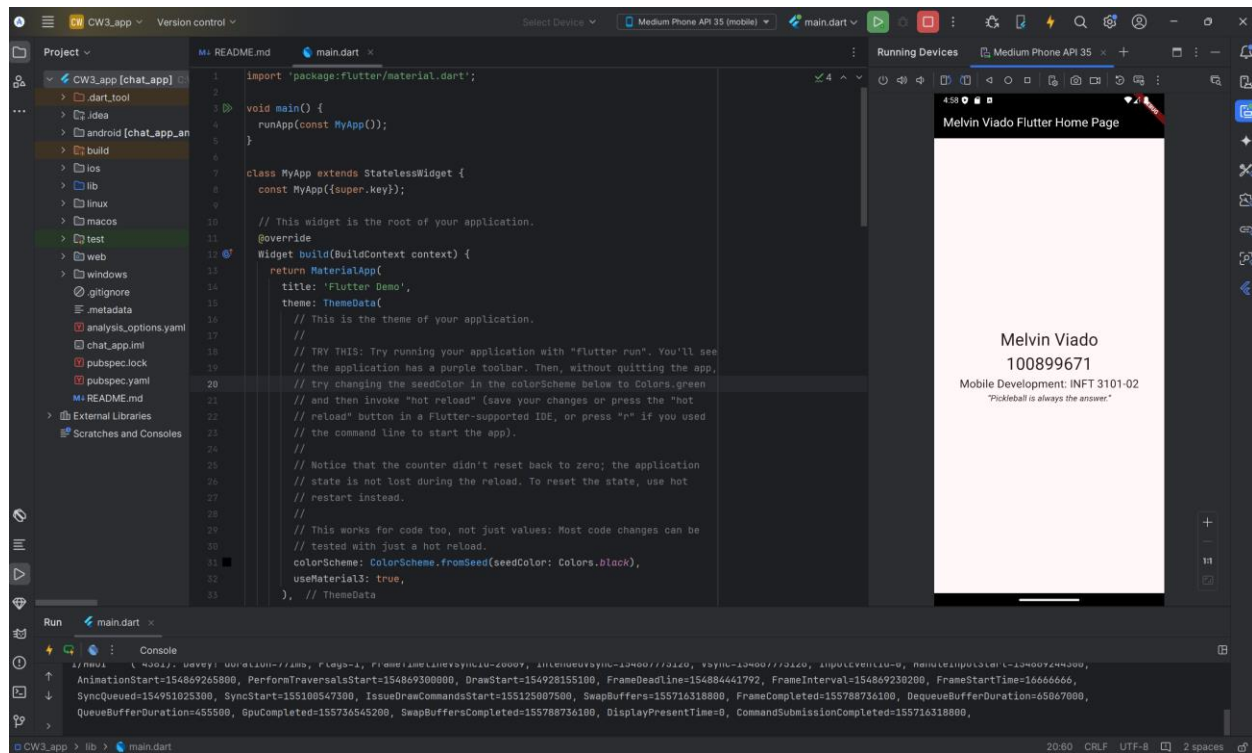 CW CW3_app Version control Select Device Medium Phone API 35 (mobile) main.dart
Project
CW3_app [chat_app]
.dart_tool
.idea
android [chat_app_an
build
ios
lib
linux
macos
test
web
windows
.gitignore
.metadata
analysis_options.yaml
chat_app.iml
pubspec.lock
pubspec.yaml
README.md
External Libraries
Scratches and Consoles
README.md main.dart
4
1 import 'package:flutter/material.dart';
2
3 void main() {
4 runApp(const MyApp());
5 }
6
7 class MyApp extends StatelessWidget {
8 const MyApp({super.key});
9
10 // This widget is the root of your application.
11 @override
12 Widget build(BuildContext context) {
13 return MaterialApp(
14 title: 'Flutter Demo',
15 theme: ThemeData(
16 // This is the theme of your application.
17 //
18 // TRY THIS: Try running your application with "flutter run". You'll see
19 // the application has a purple toolbar. Then, without quitting the app,
20 // try changing the seedColor in the colorScheme below to Colors.green
21 // and then invoke "hot reload" (save your changes or press the "hot
22 // reload" button in a Flutter-supported IDE, or press "r" if you used
23 // the command line to start the app).
24 //
25 // Notice that the counter didn't reset back to zero; the application
26 // state is not lost during the reload. To reset the state, use hot
27 // restart instead.
28 //
29 // This works for code too, not just values: Most code changes can be
30 // tested with just a hot reload.
31 colorScheme: ColorScheme.fromSeed(seedColor: Colors.black),
32 useMaterial3: true,
33 ), // ThemeData
Running Devices Medium Phone API 35
4:58
DEBUG
Melvin Viado Flutter Home Page
Melvin Viado
100899671
Mobile Development: INFT 3101-02
"Pickleball is always the answer."
1:1
Run main.dart
Console
AnimationStart=154869265800, PerformTraversalsStart=154869300000, DrawStart=154928155100, FrameDeadline=154884441792, FrameInterval=154869230200, FrameStartTime=16666666,
SyncQueued=154951025300, SyncStart=155100547300, IssueDrawCommandsStart=155125007500, SwapBuffers=155716318800, FrameCompleted=155788736100, DequeueBufferDuration=65067000,
QueueBufferDuration=455500, GpuCompleted=155736545200, SwapBuffersCompleted=155788736100, DisplayPresentTime=0, CommandSubmissionCompleted=155716318800,
CW3_app > lib > main.dart 20:60 CRLF UTF-8 2 spaces